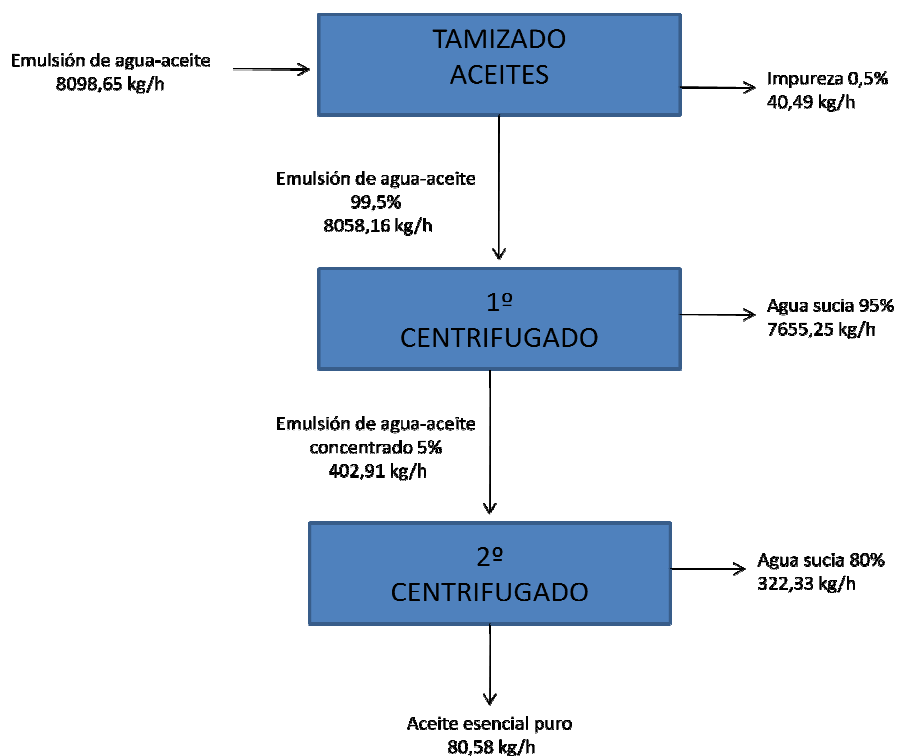 TAMIZADO
ACEITES
Emulsión de agua-aceite
8098,65 kg/h
Impureza 0,5%
40,49 kg/h
Emulsión de agua-aceite
99,5%
8058,16 kg/h
1º
CENTRIFUGADO
Agua sucia 95%
7655,25 kg/h
Emulsión de agua-aceite
concentrado 5%
402,91 kg/h
2º
CENTRIFUGADO
Agua sucia 80%
322,33 kg/h
Aceite esencial puro
80,58 kg/h